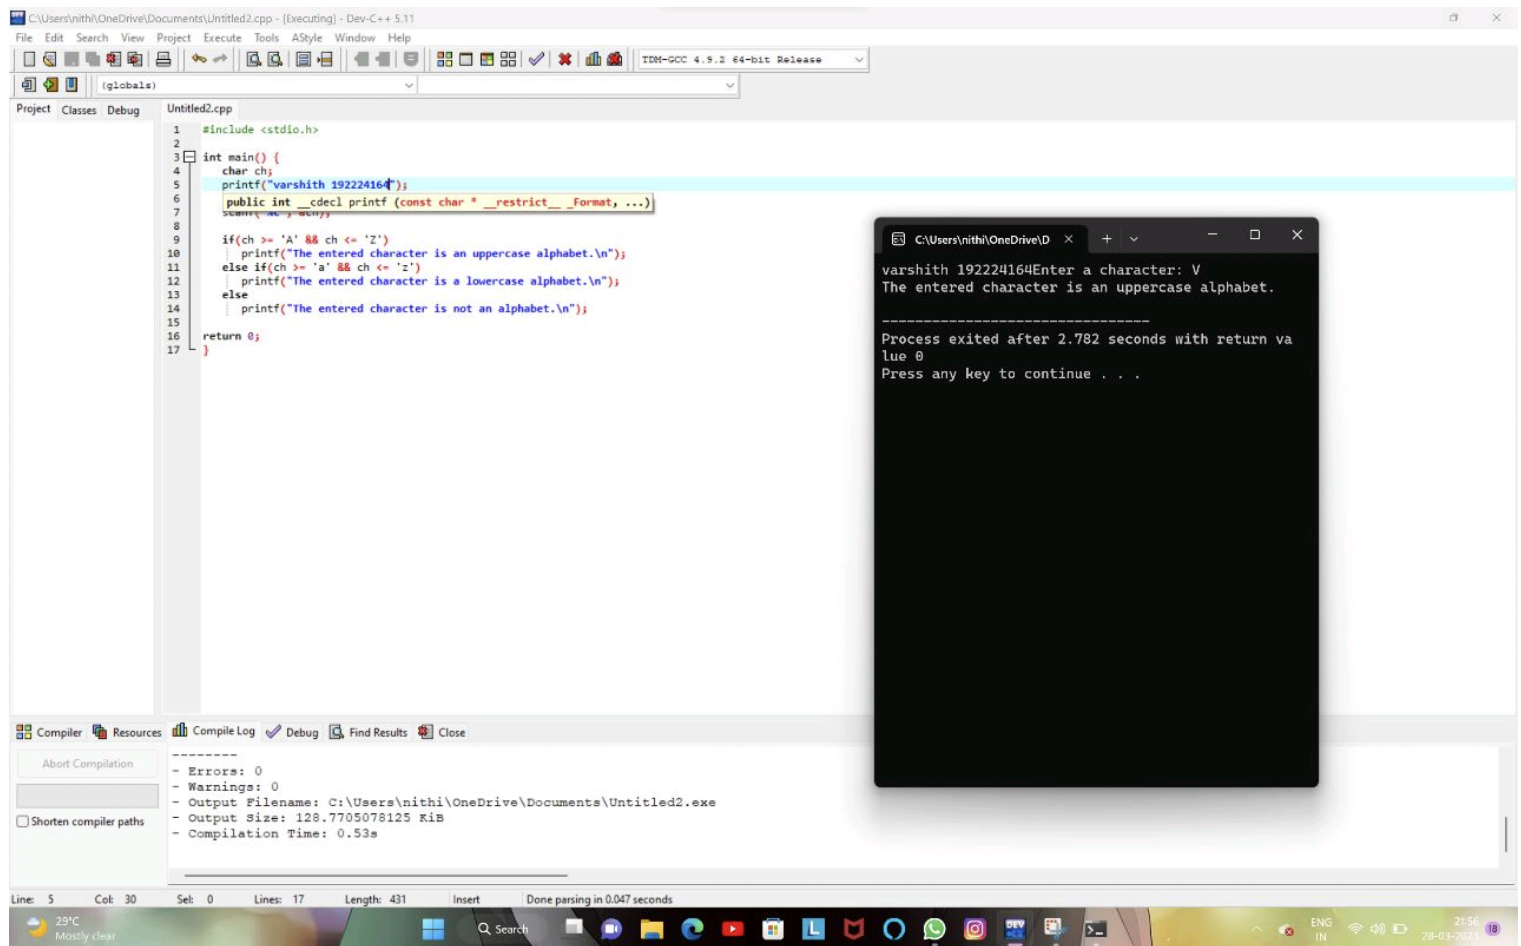 C:\Users\nithi\OneDrive\Documents\Untitled2.cpp - [Executing] - Dev-C++ 5.11
File Edit Search View Project Execute Tools AStyle Window Help
TDM-GCC 4.9.2 64-bit Release
(globals)
Project Classes Debug Untitled2.cpp
1 #include <stdio.h>
2
3 int main() {
4 char ch;
5 printf("varshith 192224164");
6 public int __cdecl printf (const char * __restrict__ _Format, ...)
7
8
9 if(ch >= 'A' && ch <= 'Z')
10 printf("The entered character is an uppercase alphabet.\n");
11 else if(ch >= 'a' && ch <= 'z')
12 printf("The entered character is a lowercase alphabet.\n");
13 else
14 printf("The entered character is not an alphabet.\n");
15
16 return 0;
17 }
C:\Users\nithi\OneDrive\D
varshith 192224164Enter a character: V
The entered character is an uppercase alphabet.
--------------------------------
Process exited after 2.782 seconds with return va
lue 0
Press any key to continue . . .
Compiler Resources Compile Log Debug Find Results Close
Abort Compilation
Shorten compiler paths
--------
- Errors: 0
- Warnings: 0
- Output Filename: C:\Users\nithi\OneDrive\Documents\Untitled2.exe
- Output Size: 128.7705078125 KiB
- Compilation Time: 0.53s
Line: 5 Col: 30 Sel: 0 Lines: 17 Length: 431 Insert Done parsing in 0.047 seconds
29°C
Mostly clear
Search
DEV
ENG
IN
21:56
28-03-2023
18